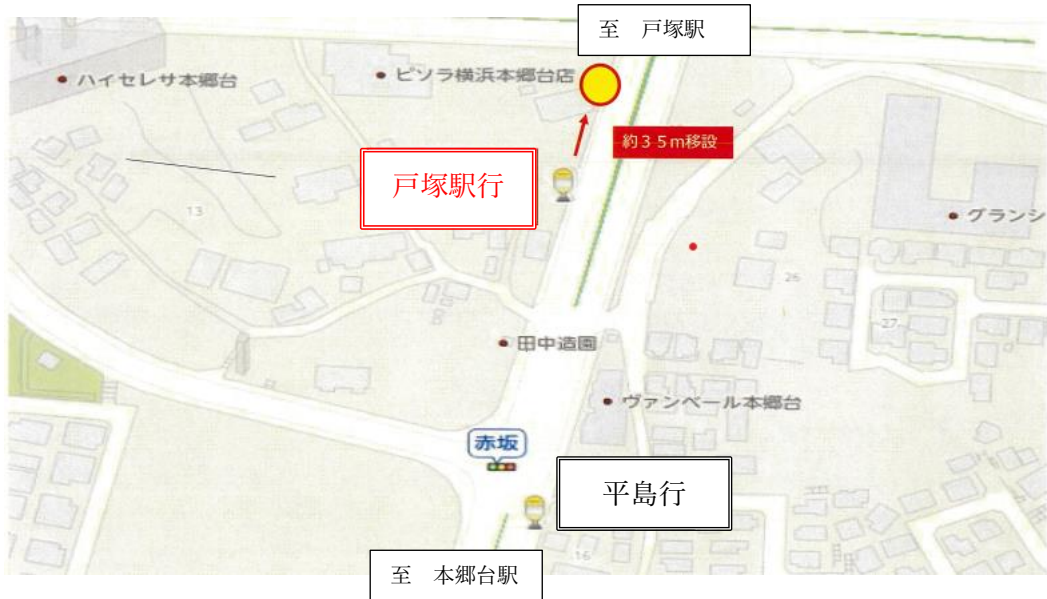 至 戸塚駅
ハイセレサ本郷台
ピソラ横浜本郷台店
約35m移設
戸塚駅行
13
グランシ
26
27
田中造園
ヴァンベール本郷台
赤坂
平島行
16
至 本郷台駅